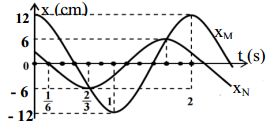 x (cm)
12
6
0
- 6
- 12
1/6
2/3
1
2
t (s)
x_M
x_N